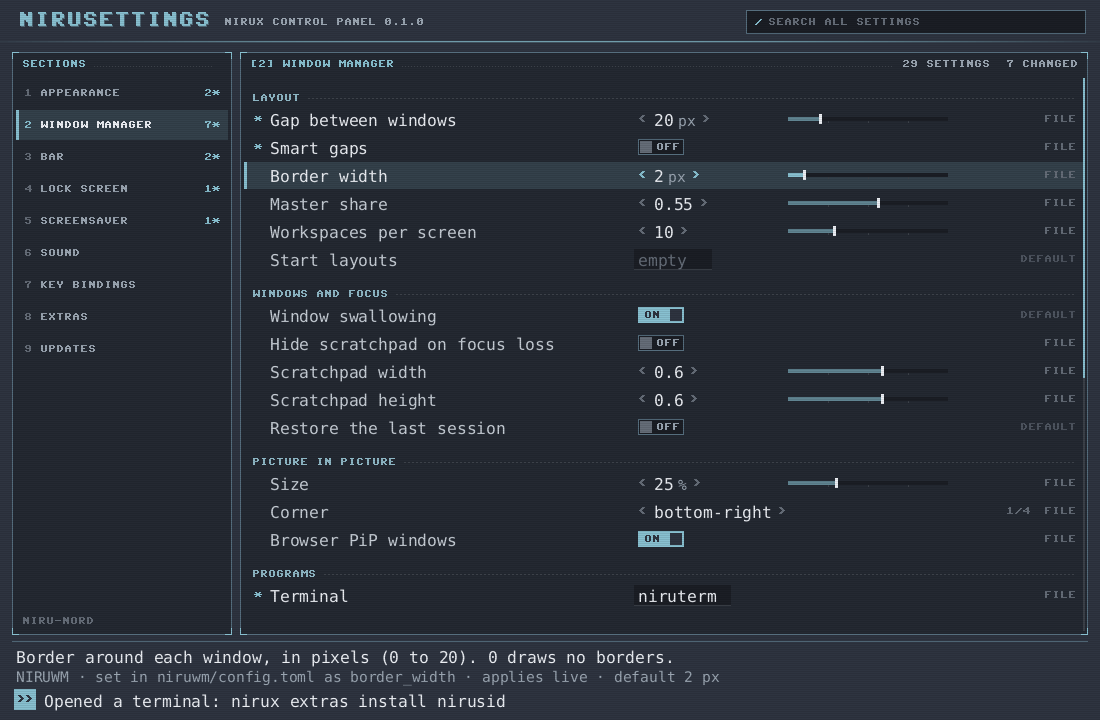 NIRUSETTINGS NIRUX CONTROL PANEL 0.1.0 / SEARCH ALL SETTINGS
SECTIONS
1 APPEARANCE 2*
2 WINDOW MANAGER 7*
3 BAR 2*
4 LOCK SCREEN 1*
5 SCREENSAVER 1*
6 SOUND
7 KEY BINDINGS
8 EXTRAS
9 UPDATES
NIRU-NORD
[2] WINDOW MANAGER 29 SETTINGS 7 CHANGED
LAYOUT
* Gap between windows < 20 px > FILE
* Smart gaps OFF FILE
Border width < 2 px > FILE
Master share < 0.55 > FILE
Workspaces per screen < 10 > FILE
Start layouts empty DEFAULT
WINDOWS AND FOCUS
Window swallowing ON DEFAULT
Hide scratchpad on focus loss OFF FILE
Scratchpad width < 0.6 > FILE
Scratchpad height < 0.6 > FILE
Restore the last session OFF DEFAULT
PICTURE IN PICTURE
Size < 25 % > FILE
Corner < bottom-right > 1/4 FILE
Browser PiP windows ON FILE
PROGRAMS
* Terminal niruterm FILE
Border around each window, in pixels (0 to 20). 0 draws no borders.
NIRUWM · set in niruwm/config.toml as border_width · applies live · default 2 px
>> Opened a terminal: nirux extras install nirusid